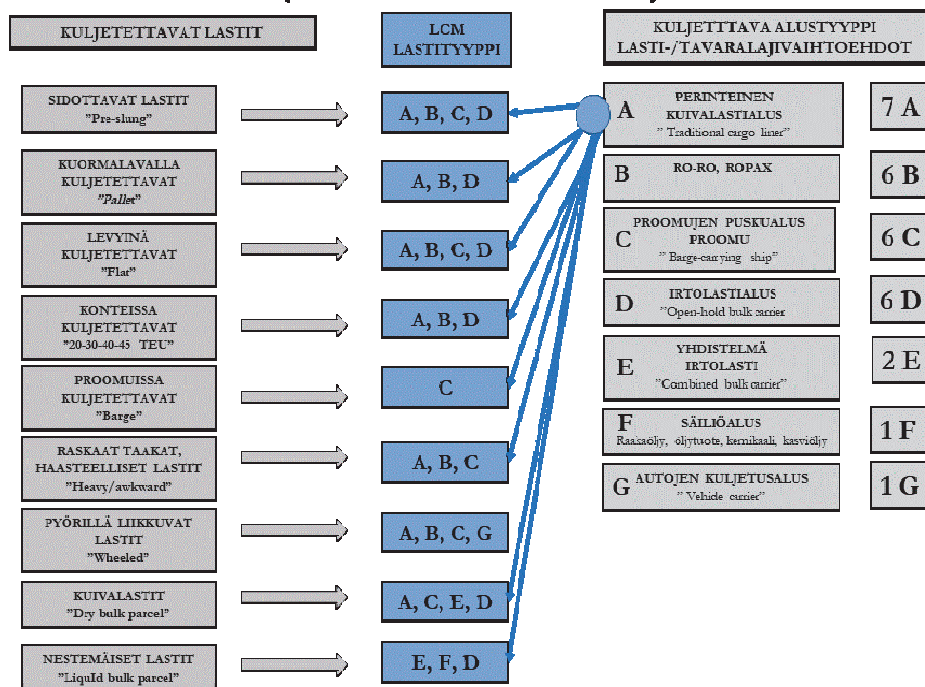 KULJETETTAVAT LASTIT
LCM
LASTITYYPPI
KULJETTTAVA ALUSTYYPPI
LASTI-/TAVARALAJIVAIHTOEHDOT
SIDOTTAVAT LASTIT
"Pre-slung"
A, B, C, D
A
PERINTEINEN
KUIVALASTIALUS
" Traditional cargo liner"
7 A
KUORMALAVALLA
KULJETETTAVAT
"Pallet"
A, B, D
B
RO-RO, ROPAX
6 B
LEVYINÄ
KULJETETTAVAT
"Flat"
A, B, C, D
C
PROOMUJEN PUSKUALUS
PROOMU
" Barge-carrying ship"
6 C
KONTEISSA
KULJETETTAVAT
"20-30-40-45 TEU"
A, B, D
D
IRTOLASTIALUS
"Open-hold bulk carrier
6 D
PROOMUISSA
KULJETETTAVAT
"Barge"
C
E
YHDISTELMÄ
IRTOLASTI
"Combined bulk carrier"
2 E
RASKAAT TAAKAT,
HAASTEELLISET LASTIT
"Heavy/awkward"
A, B, C
F
SÄILIÖALUS
Raakaöljy, öljytuote, kemikaali, kasviöljy
1 F
G
AUTOJEN KULJETUSALUS
" Vehicle carrier"
1 G
PYÖRILLÄ LIIKKUVAT
LASTIT
"Wheeled"
A, B, C, G
KUIVALASTIT
"Dry bulk parcel"
A, C, E, D
NESTEMÄISET LASTIT
"Liquid bulk parcel"
E, F, D